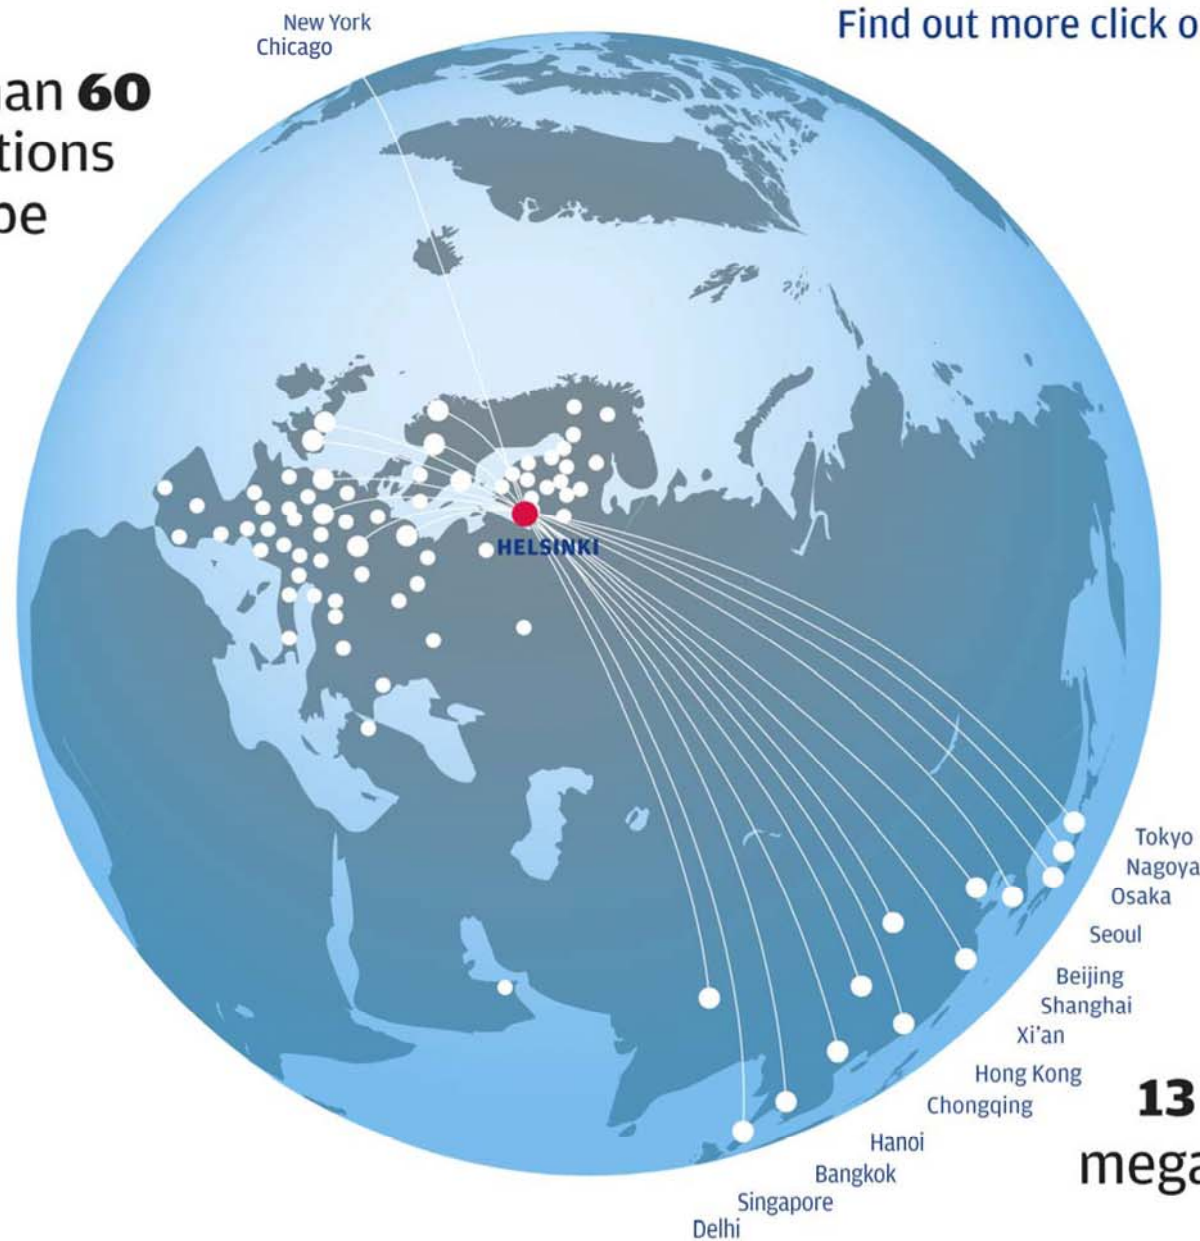 New York
Chicago
Find out more click o
an 60
tions
pe
HELSINKI
Tokyo
Nagoya
Osaka
Seoul
Beijing
Shanghai
Xi'an
Hong Kong
Chongqing
Hanoi
Bangkok
Singapore
Delhi
13
mega